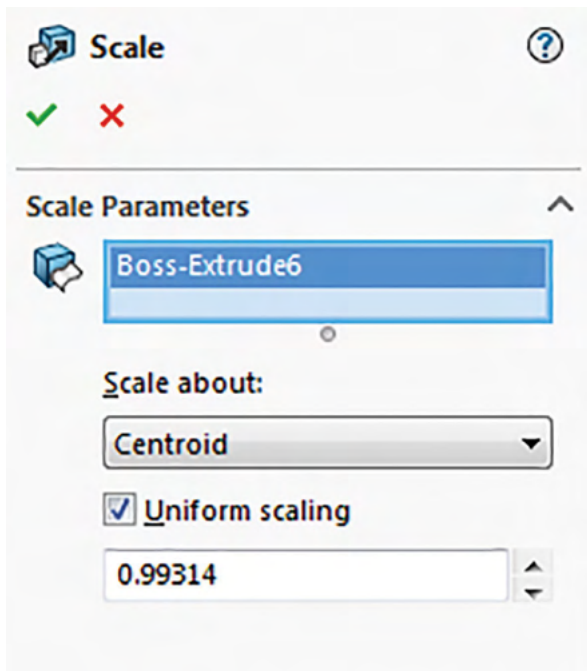 Scale
?
Scale Parameters
Boss-Extrude6
Scale about:
Centroid
Uniform scaling
0.99314